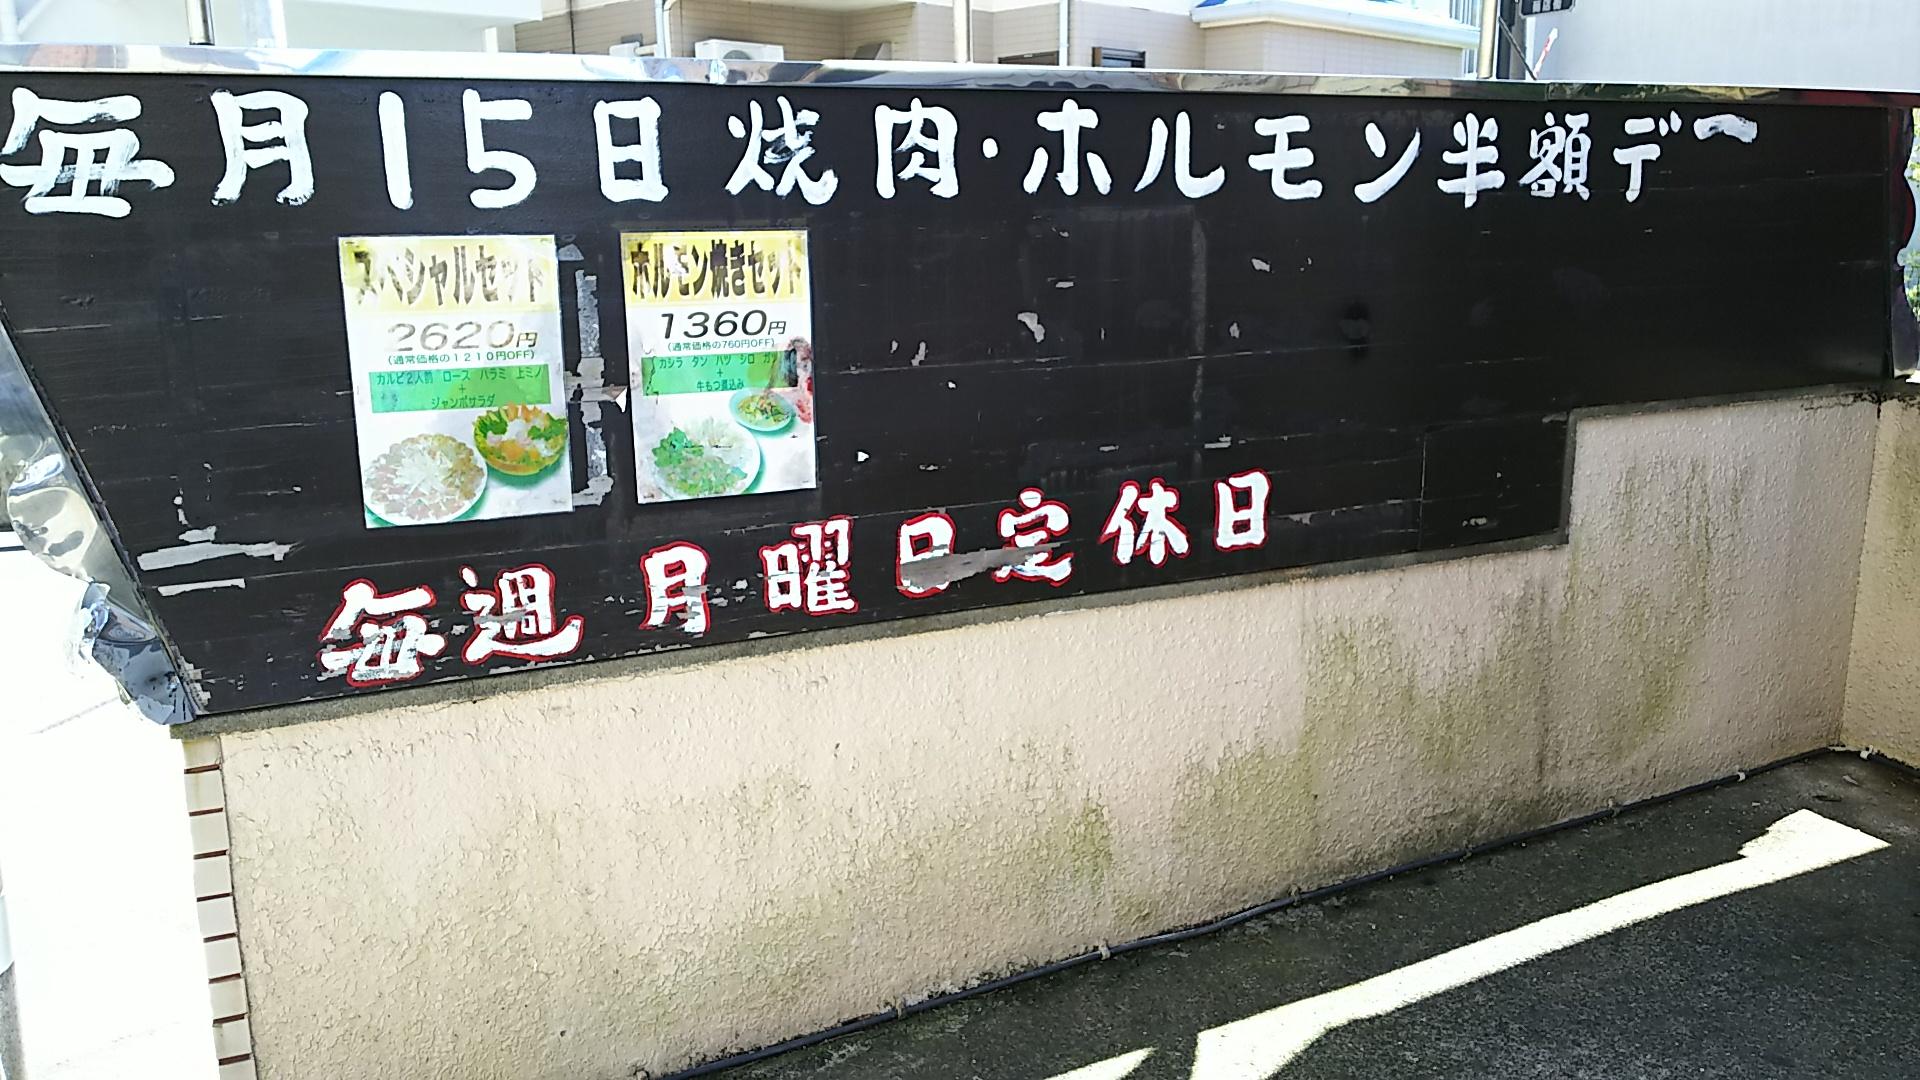 毎月15日焼肉・ホルモン半額デー
スペシャルセット
2620円
(通常価格の1210円OFF)
カルビ2人前 ロース ハラミ 上ミノ
+
ジャンボサラダ
ホルモン焼きセット
1360円
(通常価格の760円OFF)
カシラ タン ハツ シロ ガツ
+
牛もつ煮込み
毎週月曜日定休日